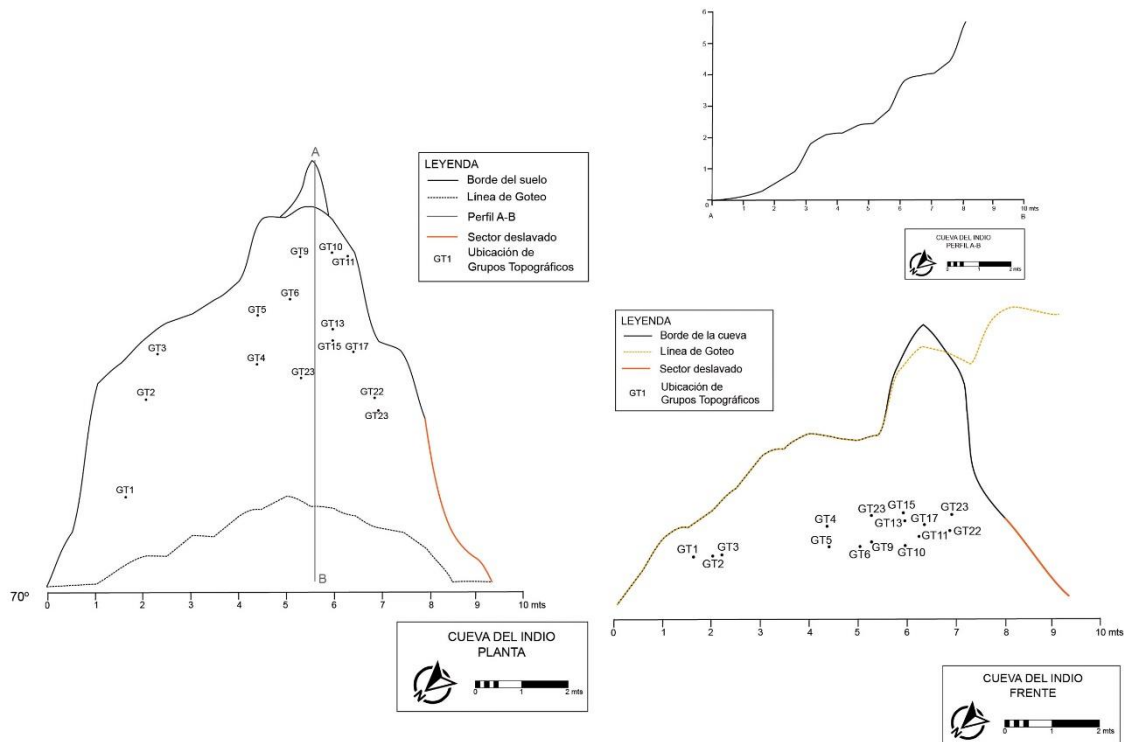 A
LEYENDA
Borde del suelo
Línea de Goteo
Perfil A-B
Sector deslavado
GT1 Ubicación de
Grupos Topográficos
GT9
GT10
GT11
GT6
GT5
GT13
GT3
GT15 GT17
GT4
GT23
GT2
GT22
GT23
GT1
B
70º
0 1 2 3 4 5 6 7 8 9 10 mts
CUEVA DEL INDIO
PLANTA
N
0 1 2 mts
6
5
4
3
2
1
0
0 1 2 3 4 5 6 7 8 9 10 mts
A B
CUEVA DEL INDIO
PERFIL A-B
N
0 1 2 mts
LEYENDA
Borde de la cueva
Línea de Goteo
Sector deslavado
GT1 Ubicación de
Grupos Topográficos
GT15
GT23 GT23
GT4 GT13 GT17
GT22
GT11
GT5
GT6 GT9 GT10
GT1 GT3
GT2
0 1 2 3 4 5 6 7 8 9 10 mts
CUEVA DEL INDIO
FRENTE
N
0 1 2 mts